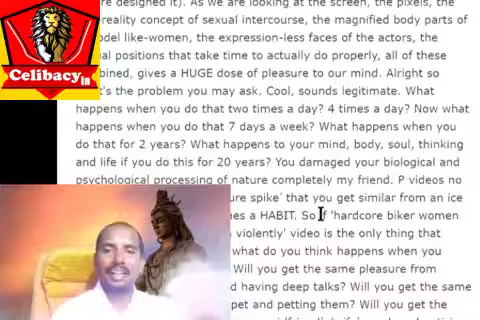 re designed it). As we are looking at the screen, the pixels, the
reality concept of sexual intercourse, the magnified body parts of
del like-women, the expression-less faces of the actors, the
al positions that take time to actually do properly, all of these
bined, gives a HUGE dose of pleasure to our mind. Alright so
t's the problem you may ask. Cool, sounds legitimate. What
Celibacy.in
happens when you do that two times a day? 4 times a day? Now what
happens when you do that 7 days a week? What happens when you
do that for 2 years? What happens to your mind, body, soul, thinking
and life if you do this for 20 years? You damaged your biological and
psychological processing of nature completely my friend. P videos no
ure spike' that you get similar from an ice
es a HABIT. So if 'hardcore biker women
violently' video is the only thing that
what do you think happens when you
Will you get the same pleasure from
d having deep talks? Will you get the same
pet and petting them? Will you get the